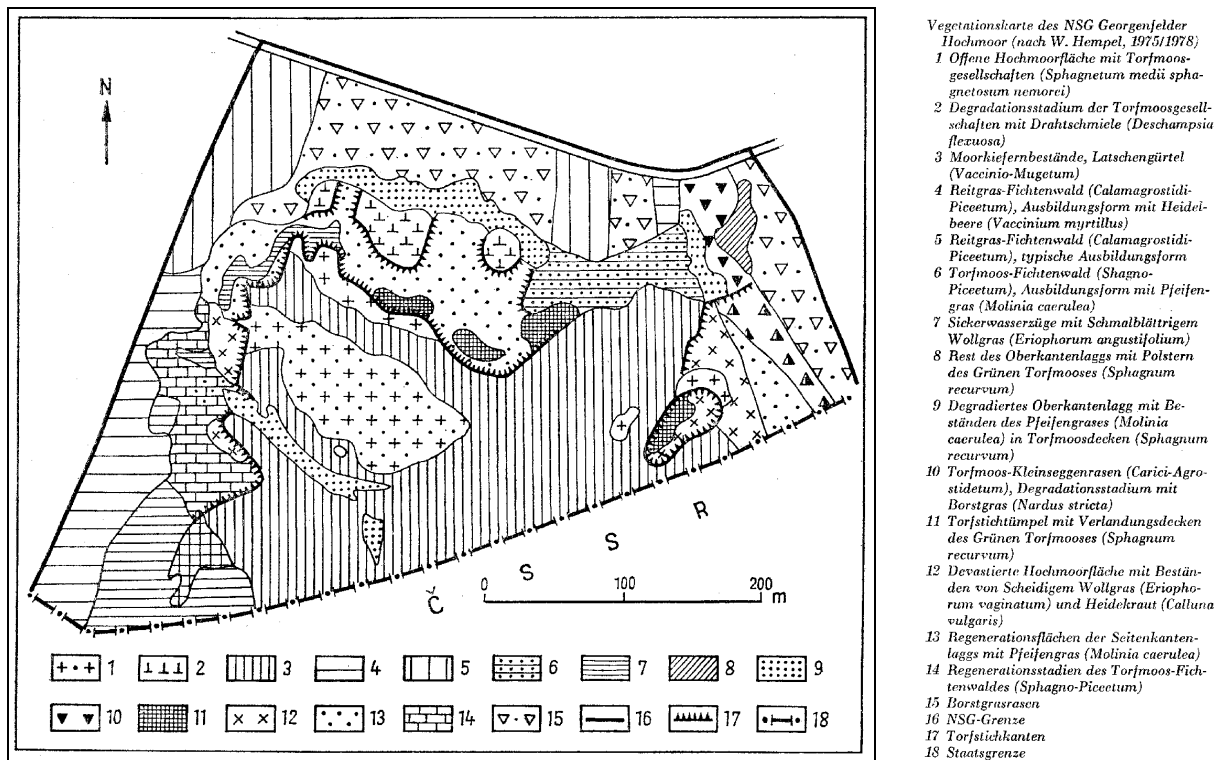 N
Č S S R
0 100 200 m
1 2 3 4 5 6 7 8 9
10 11 12 13 14 15 16 17 18
Vegetationskarte des NSG Georgenfelder
Hochmoor (nach W. Hempel, 1975/1978)
1 Offene Hochmoorfläche mit Torfmoos-
gesellschaften (Sphagnetum medii spha-
gnetosum nemorei)
2 Degradationsstadium der Torfmoosgesell-
schaften mit Drahtschmiele (Deschampsia
flexuosa)
3 Moorkiefernbestände, Latschengürtel
(Vaccinio-Mugetum)
4 Reitgras-Fichtenwald (Calamagrostidi-
Piceetum), Ausbildungsform mit Heidel-
beere (Vaccinium myrtillus)
5 Reitgras-Fichtenwald (Calamagrostidi-
Piceetum), typische Ausbildungsform
6 Torfmoos-Fichtenwald (Shagno-
Piceetum), Ausbildungsform mit Pfeifen-
gras (Molinia caerulea)
7 Sickerwasserzüge mit Schmalblättrigem
Wollgras (Eriophorum angustifolium)
8 Rest des Oberkantenlaggs mit Polstern
des Grünen Torfmooses (Sphagnum
recurvum)
9 Degradiertes Oberkantenlagg mit Be-
ständen des Pfeifengrases (Molinia
caerulea) in Torfmoosdecken (Sphagnum
recurvum)
10 Torfmoos-Kleinseggenrasen (Carici-Agro-
stidetum), Degradationsstadium mit
Borstgras (Nardus stricta)
11 Torfstichtümpel mit Verlandungsdecken
des Grünen Torfmooses (Sphagnum
recurvum)
12 Devastierte Hochmoorfläche mit Bestän-
den von Scheidigem Wollgras (Eriopho-
rum vaginatum) und Heidekraut (Calluna
vulgaris)
13 Regenerationsflächen der Seitenkanten-
laggs mit Pfeifengras (Molinia caerulea)
14 Regenerationsstadien des Torfmoos-Fich-
tenwaldes (Sphagno-Piceetum)
15 Borstgrasrasen
16 NSG-Grenze
17 Torfstichkanten
18 Staatsgrenze